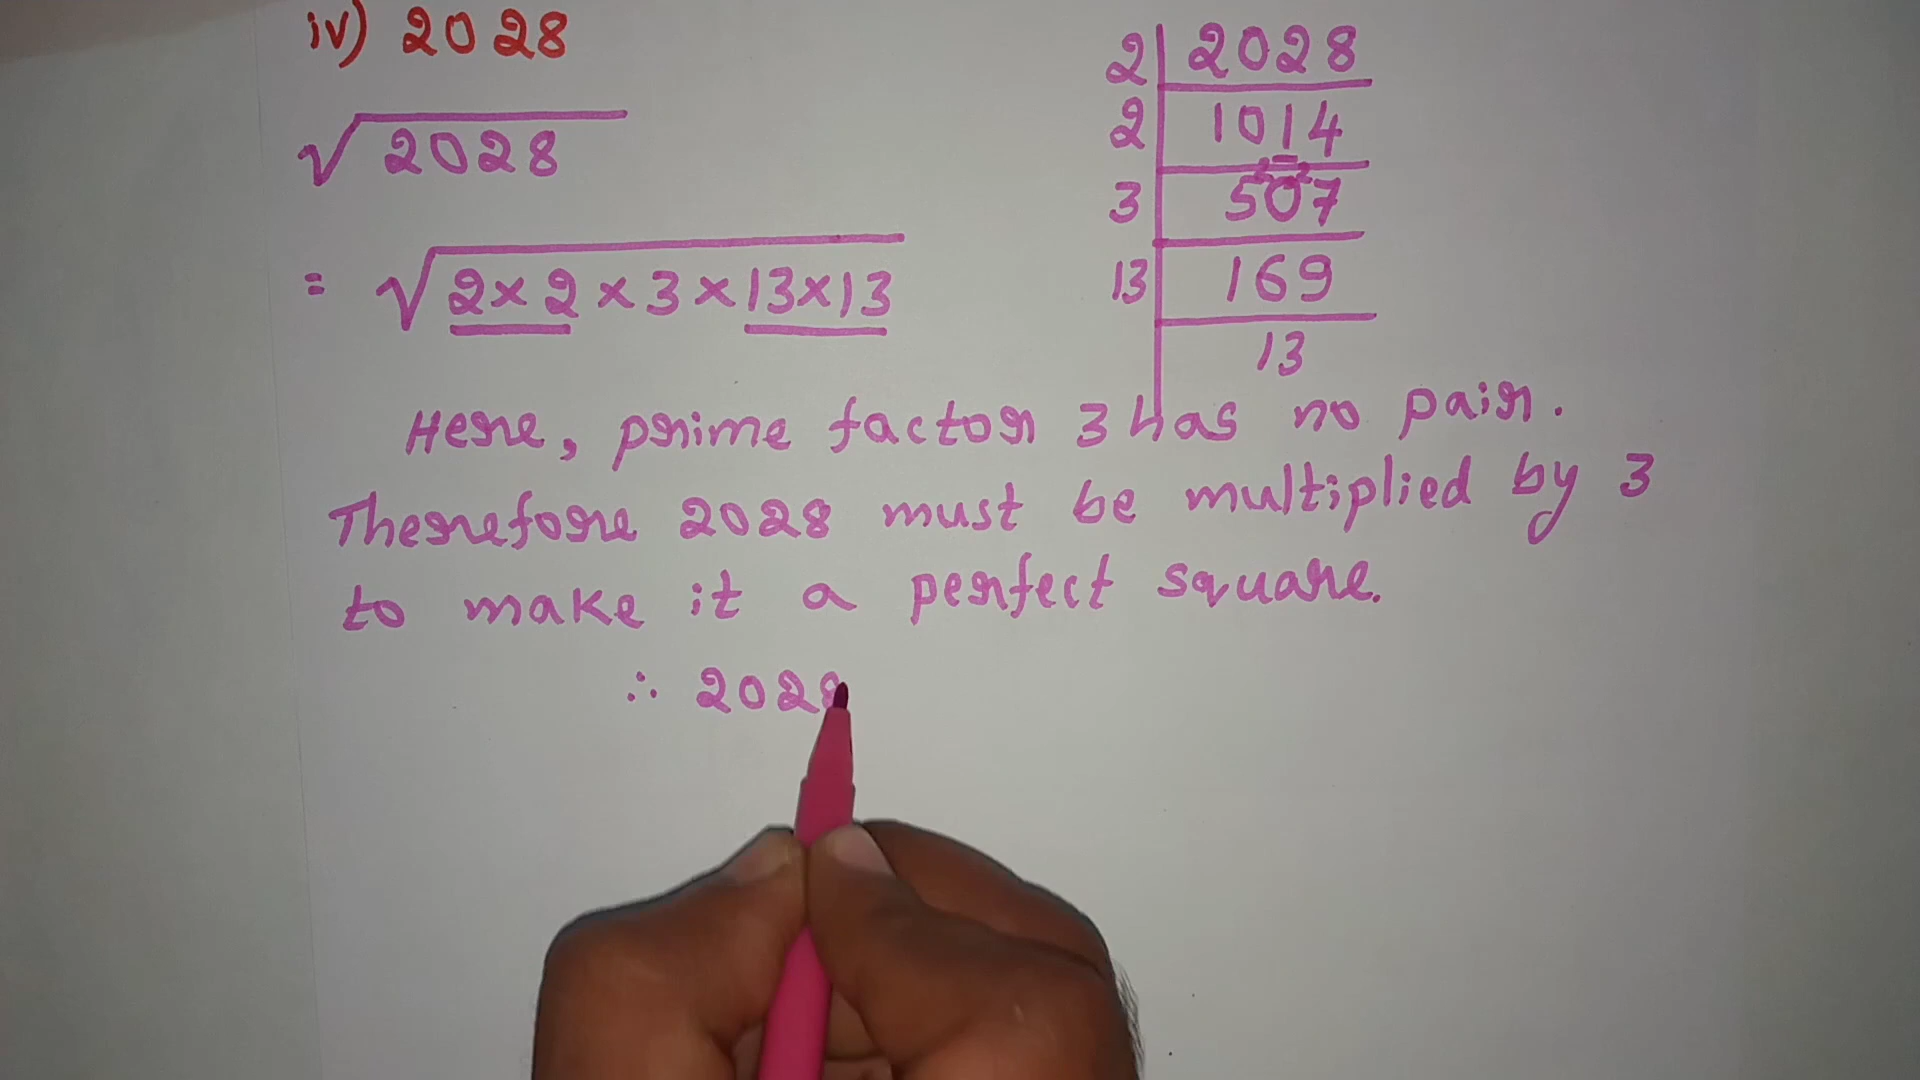 iv) 2028
√2028
= √2×2×3×13×13
2 | 2028
2 | 1014
3 | 507
13 | 169
13
Here, prime factor 3 has no pair.
Therefore 2028 must be multiplied by 3
to make it a perfect square.
∴ 2028